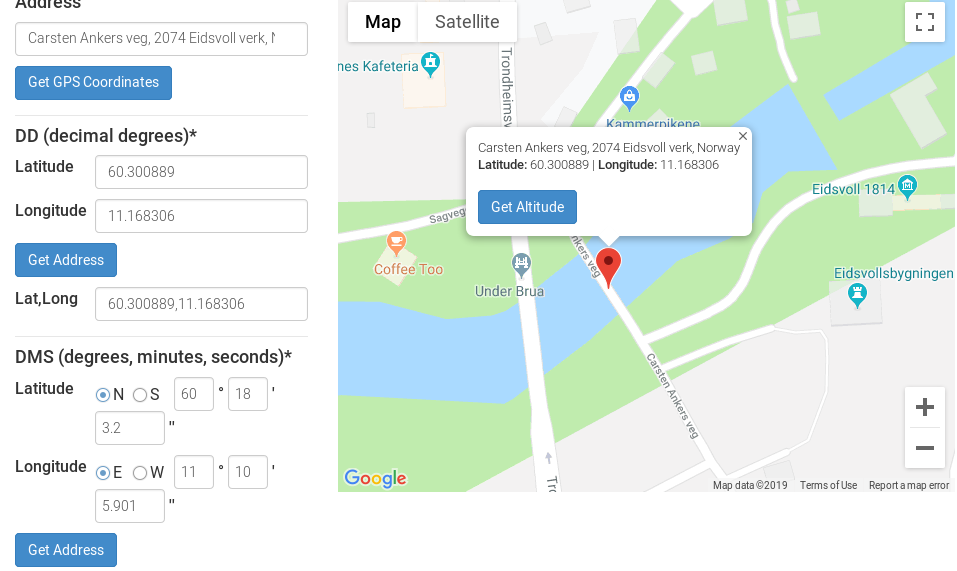 Address
Carsten Ankers veg, 2074 Eidsvoll verk, N
Get GPS Coordinates
DD (decimal degrees)*
Latitude
60.300889
Longitude
11.168306
Get Address
Lat,Long
60.300889,11.168306
DMS (degrees, minutes, seconds)*
Latitude
N S 60 ° 18 '
3.2 "
Longitude
E W 11 ° 10 '
5.901 "
Get Address
Map Satellite
nes Kafeteria
Trondheimsv
Kammerpikene
Carsten Ankers veg, 2074 Eidsvoll verk, Norway
Latitude: 60.300889 | Longitude: 11.168306
Get Altitude
Eidsvoll 1814
Sagveg
Coffee Too
Ankers veg
Under Brua
Eidsvollsbygningen
Carsten Ankers veg
Tro
Google
Map data ©2019 Terms of Use Report a map error